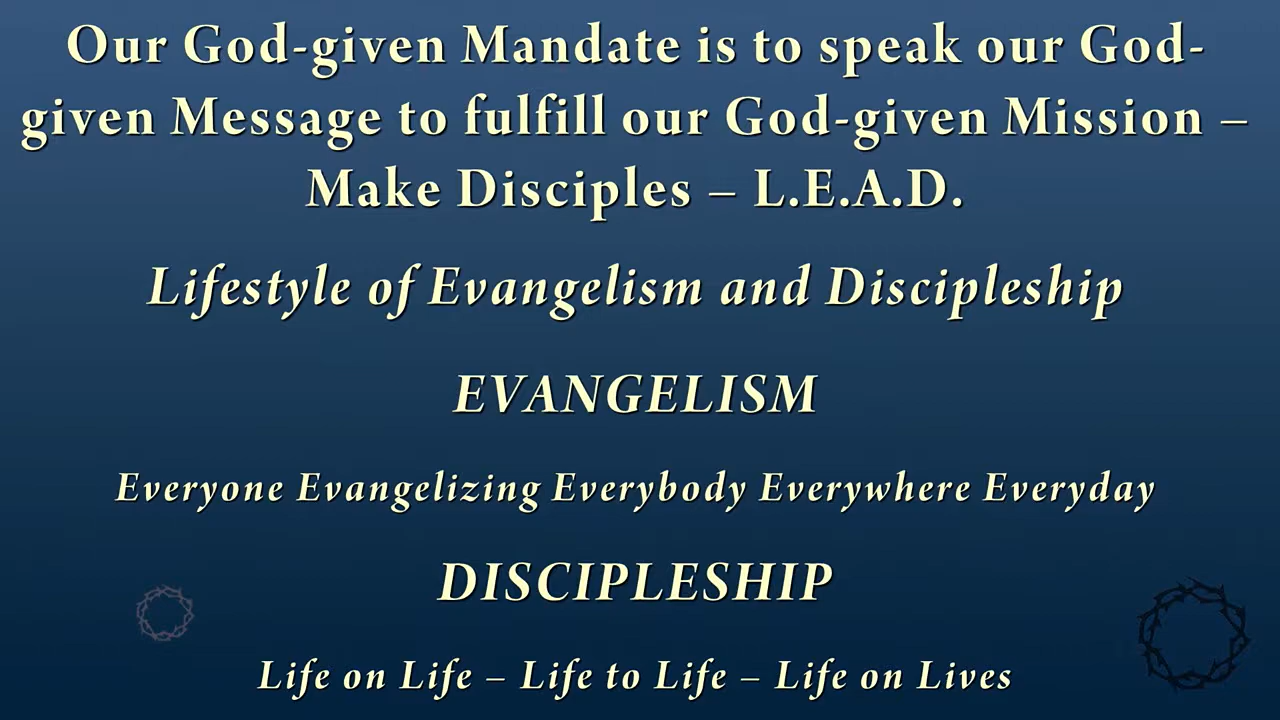 Our God-given Mandate is to speak our God-
given Message to fulfill our God-given Mission –
Make Disciples – L.E.A.D.
Lifestyle of Evangelism and Discipleship
EVANGELISM
Everyone Evangelizing Everybody Everywhere Everyday
DISCIPLESHIP
Life on Life – Life to Life – Life on Lives